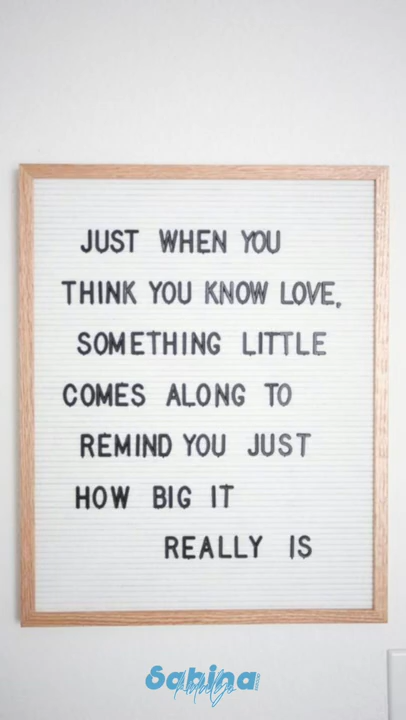 JUST WHEN YOU
THINK YOU KNOW LOVE,
SOMETHING LITTLE
COMES ALONG TO
REMIND YOU JUST
HOW BIG IT
REALLY IS
Sabina